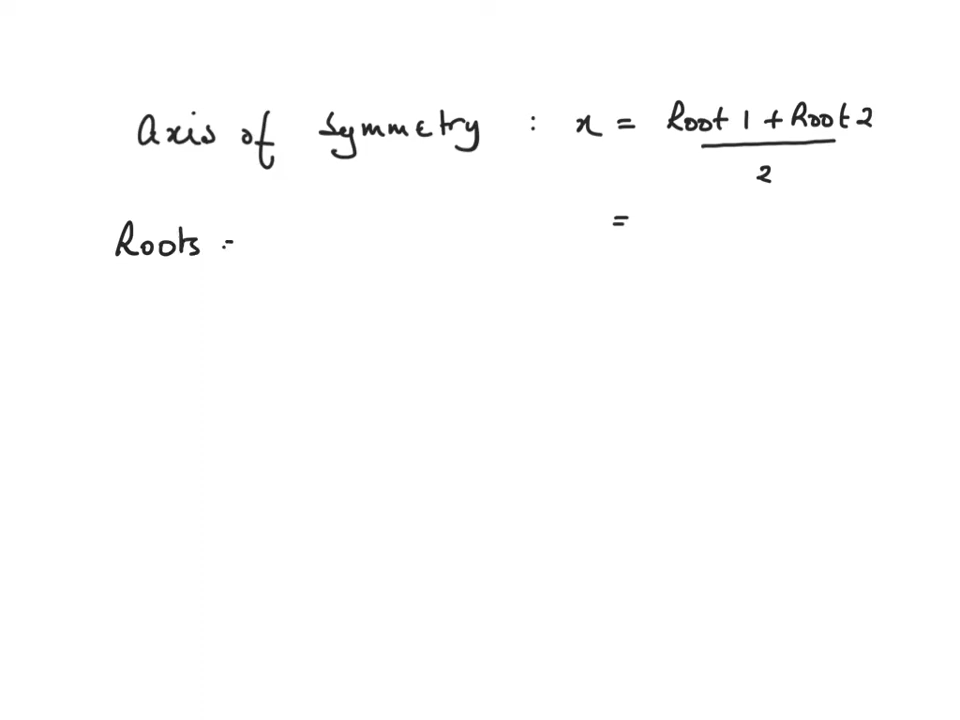 Axis of Symmetry : x = Root 1 + Root 2
2
=
Roots :-